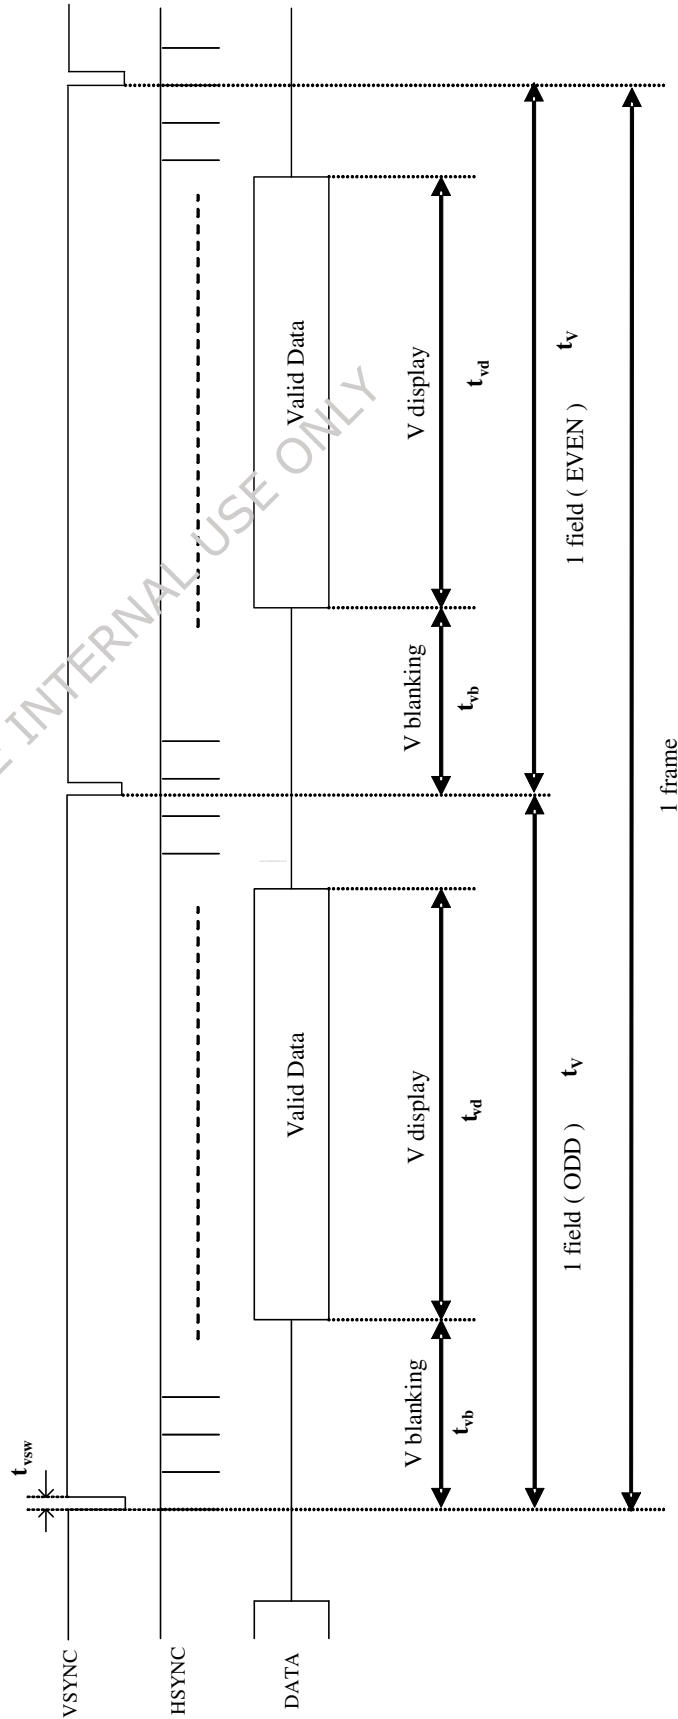 t_vsw
VSYNC
HSYNC
DATA
Valid Data
Valid Data
V blanking
V display
V blanking
V display
t_vb
t_vd
t_vb
t_vd
1 field ( ODD ) t_V
1 field ( EVEN ) t_V
1 frame
INTERNAL USE ONLY